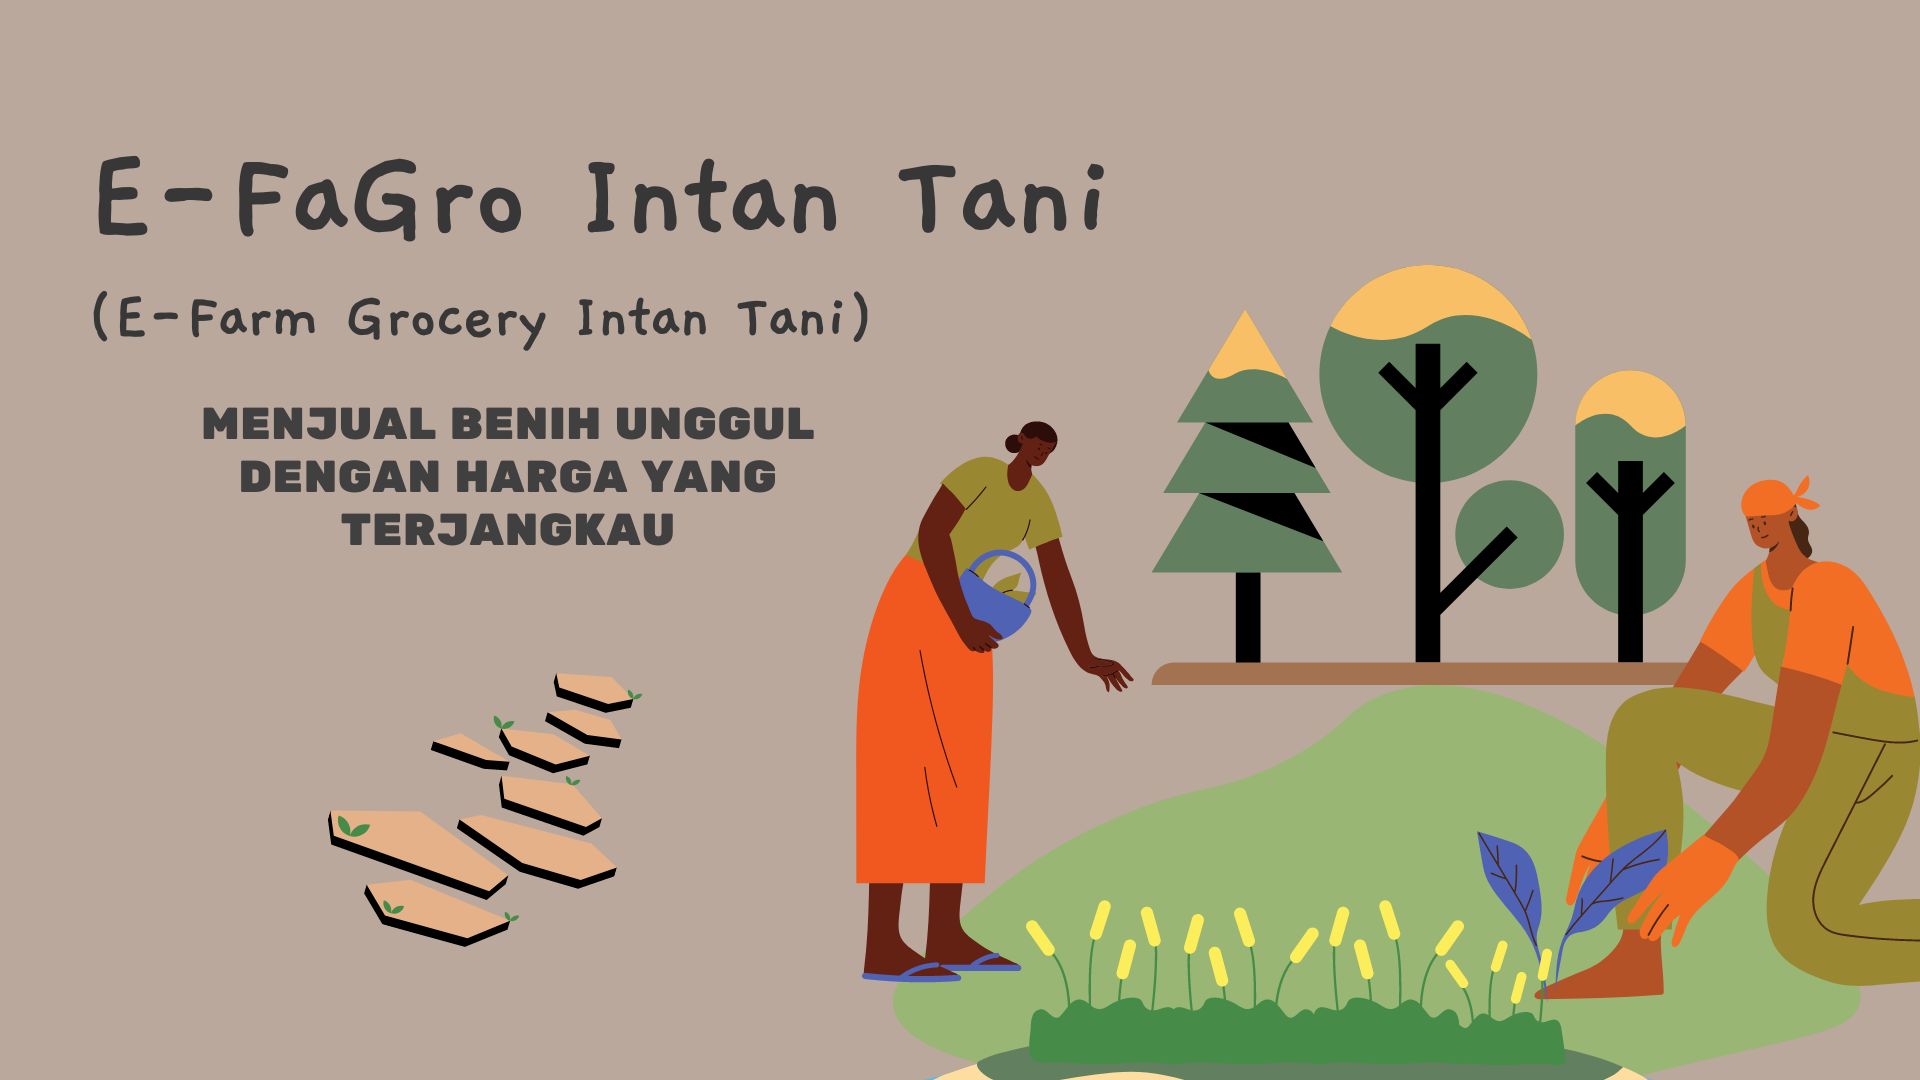 E-FaGro Intan Tani
(E-Farm Grocery Intan Tani)
MENJUAL BENIH UNGGUL
DENGAN HARGA YANG
TERJANGKAU